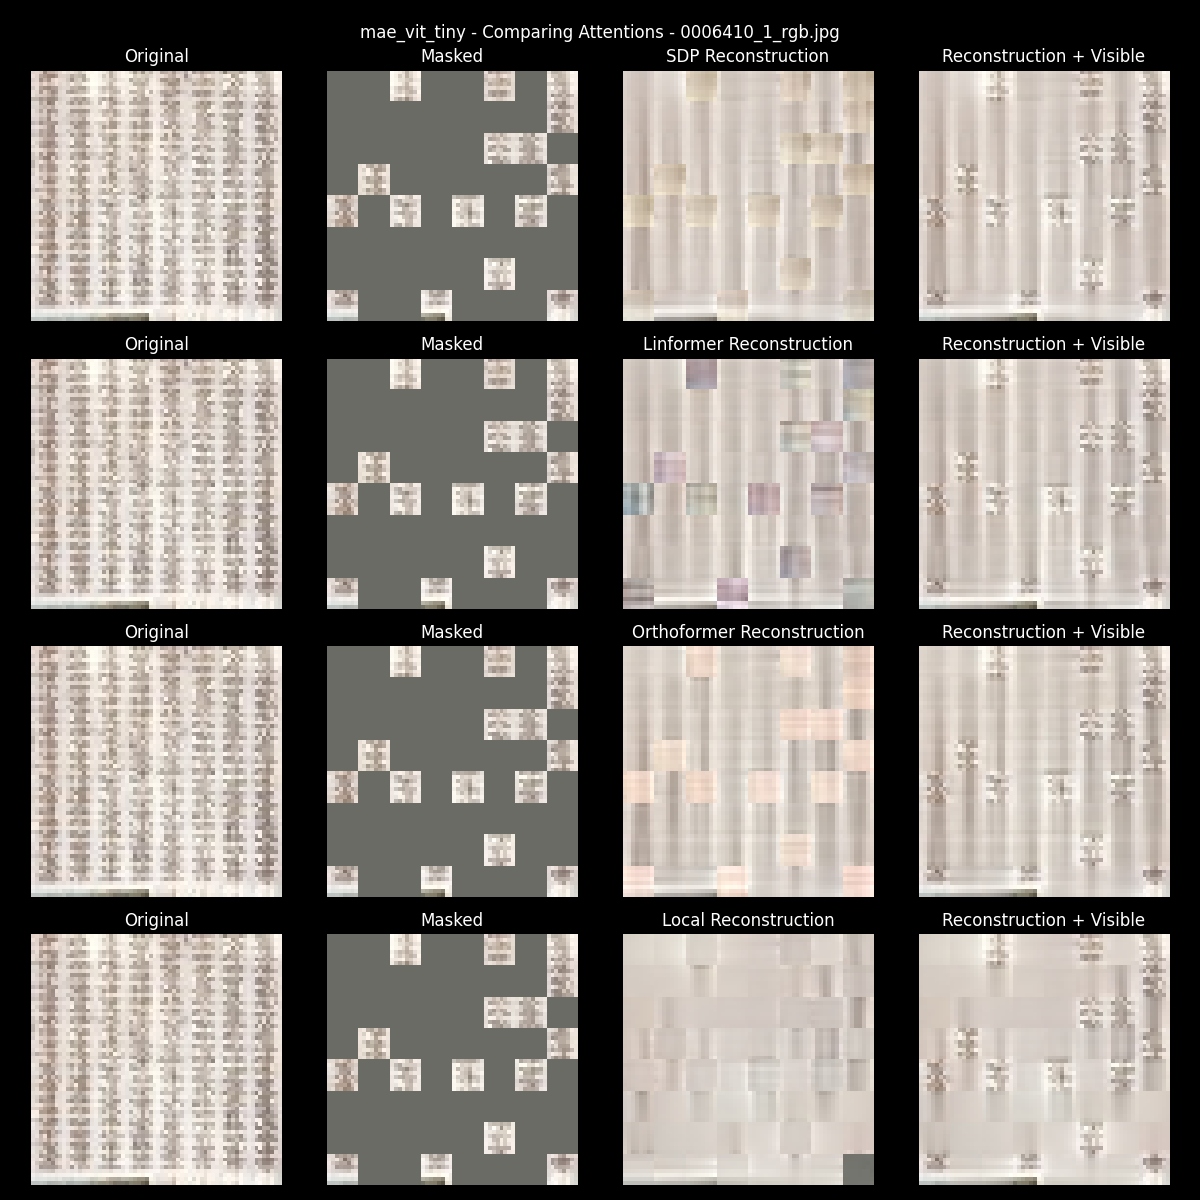 mae_vit_tiny - Comparing Attentions - 0006410_1_rgb.jpg
Original Masked SDP Reconstruction Reconstruction + Visible
Original Masked Linformer Reconstruction Reconstruction + Visible
Original Masked Orthoformer Reconstruction Reconstruction + Visible
Original Masked Local Reconstruction Reconstruction + Visible